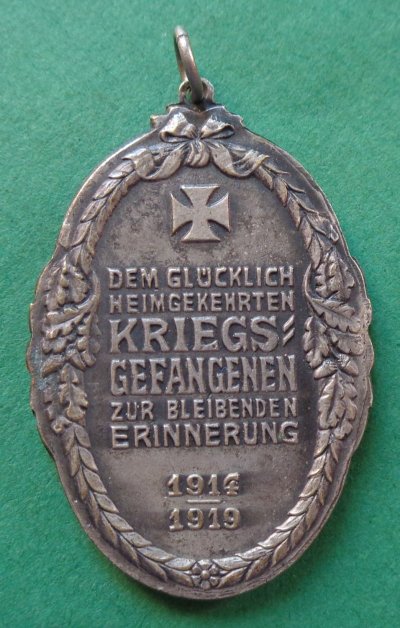 DEM GLÜCKLICH
HEIMGEKEHRTEN
KRIEGS=
GEFANGENEN
ZUR BLEIBENDEN
ERINNERUNG
1914
1919